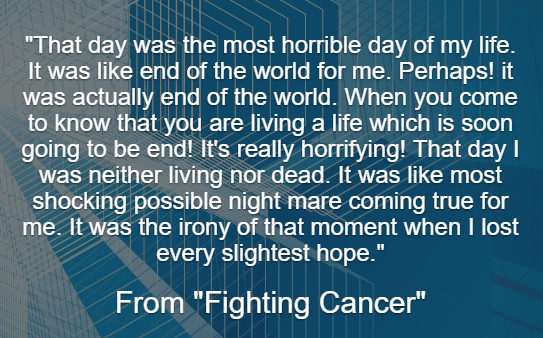 "That day was the most horrible day of my life.
It was like end of the world for me. Perhaps! it
was actually end of the world. When you come
to know that you are living a life which is soon
going to be end! It's really horrifying! That day I
was neither living nor dead. It was like most
shocking possible night mare coming true for
me. It was the irony of that moment when I lost
every slightest hope."
From "Fighting Cancer"